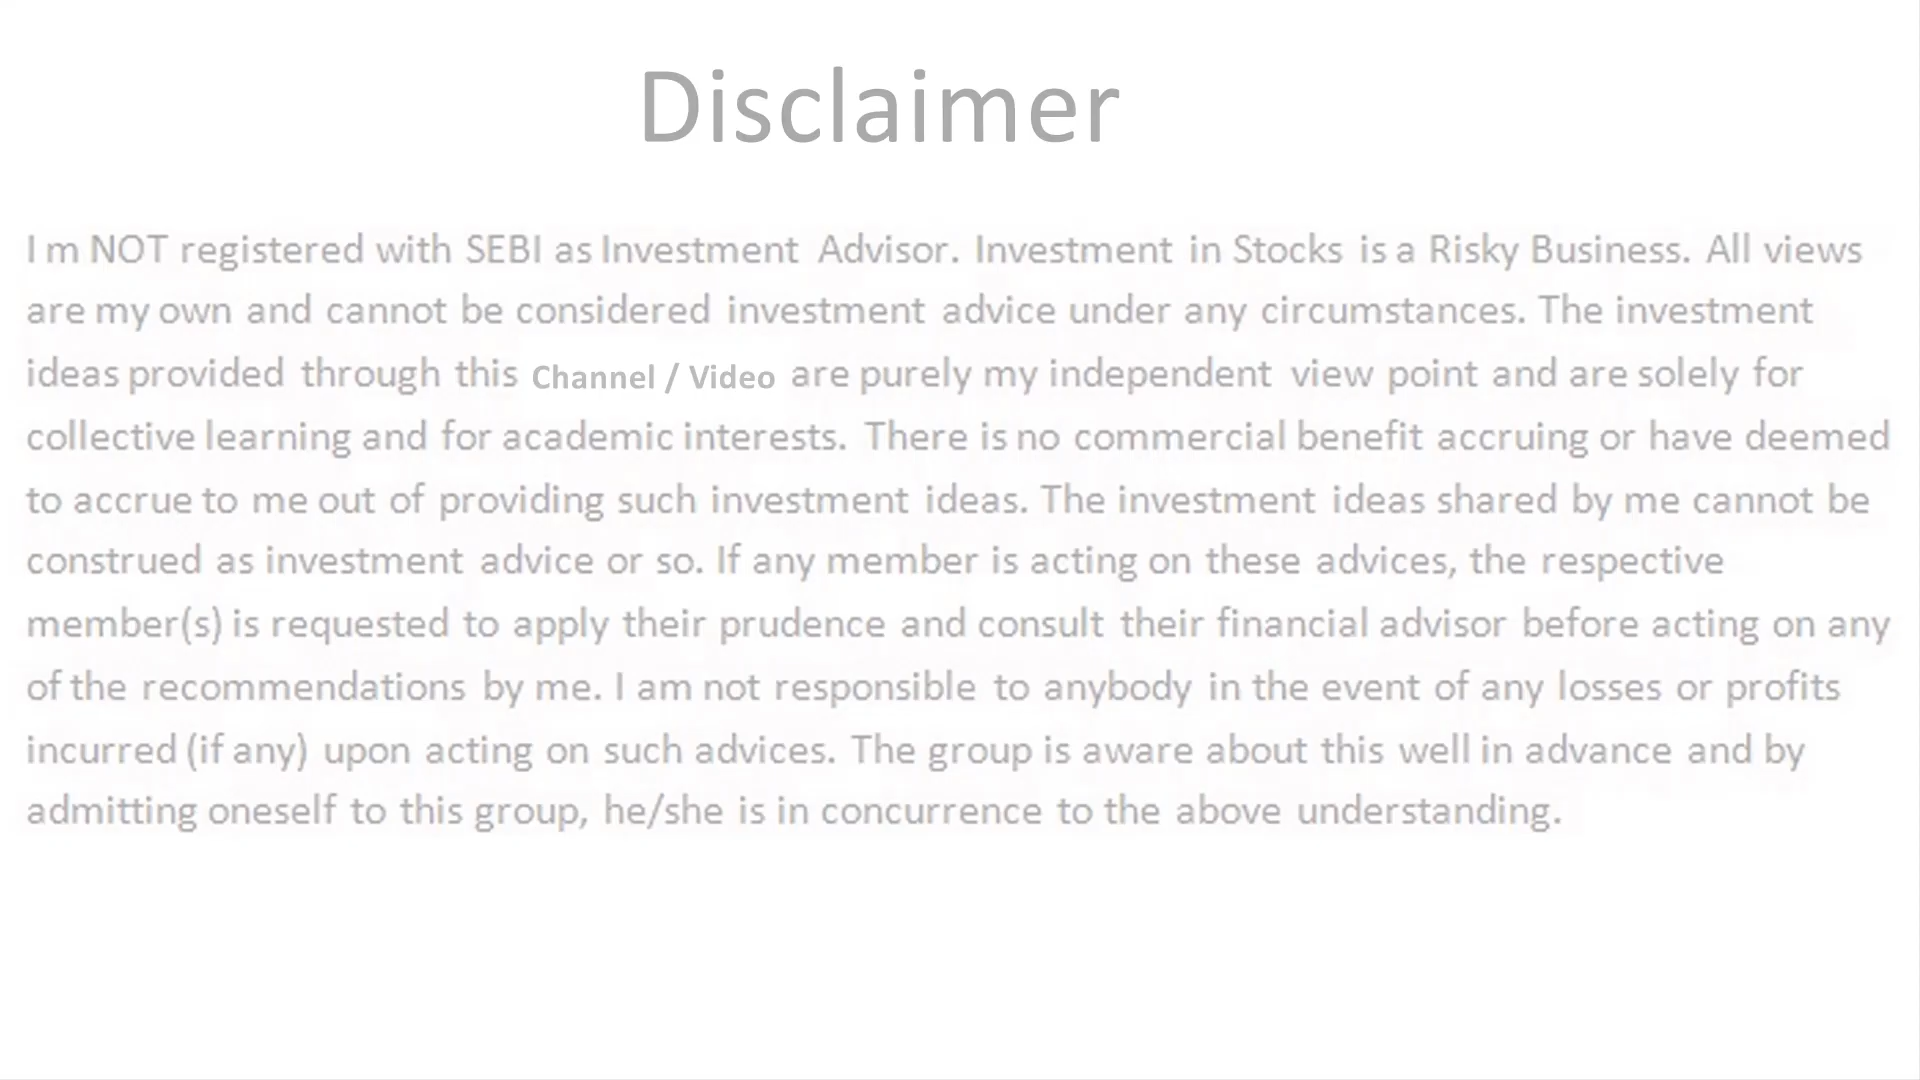 Disclaimer
I m NOT registered with SEBI as Investment Advisor. Investment in Stocks is a Risky Business. All views
are my own and cannot be considered investment advice under any circumstances. The investment
ideas provided through this Channel / Video are purely my independent view point and are solely for
collective learning and for academic interests. There is no commercial benefit accruing or have deemed
to accrue to me out of providing such investment ideas. The investment ideas shared by me cannot be
construed as investment advice or so. If any member is acting on these advices, the respective
member(s) is requested to apply their prudence and consult their financial advisor before acting on any
of the recommendations by me. I am not responsible to anybody in the event of any losses or profits
incurred (if any) upon acting on such advices. The group is aware about this well in advance and by
admitting oneself to this group, he/she is in concurrence to the above understanding.